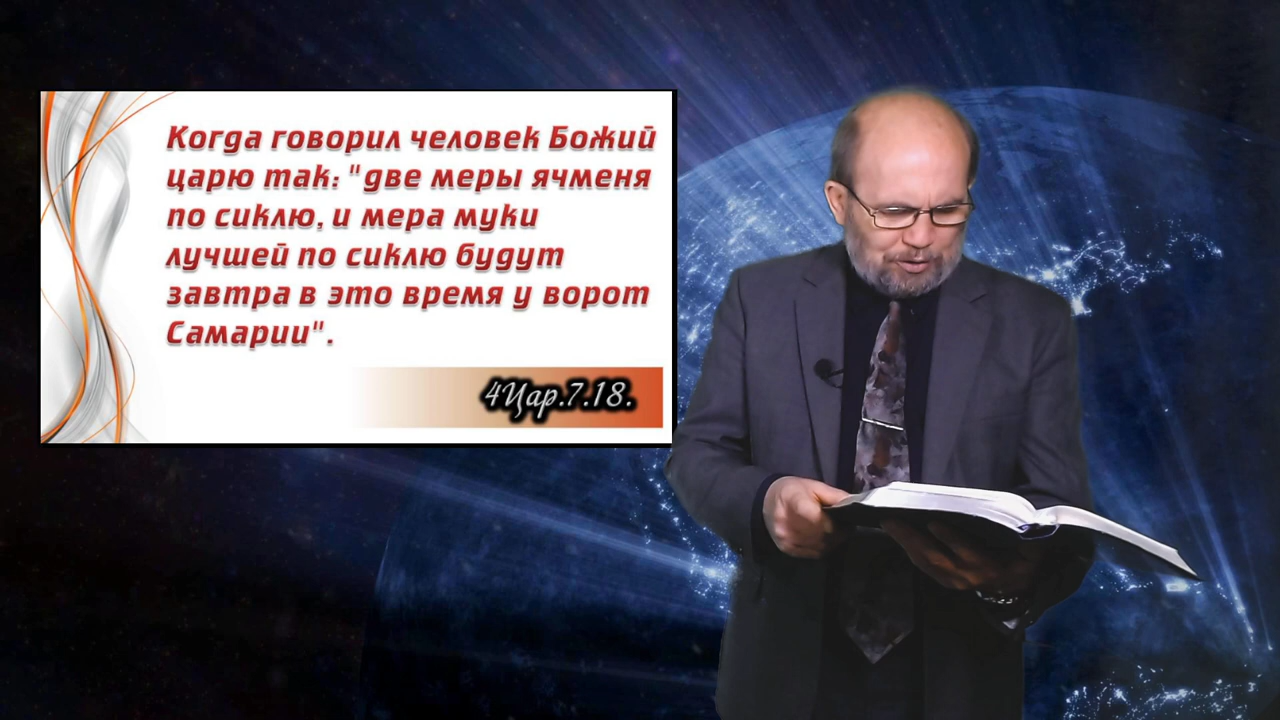 Когда говорил человек Божий
царю так: "две меры ячменя
по сиклю, и мера муки
лучшей по сиклю будут
завтра в это время у ворот
Самарии".
4Цар.7.18.